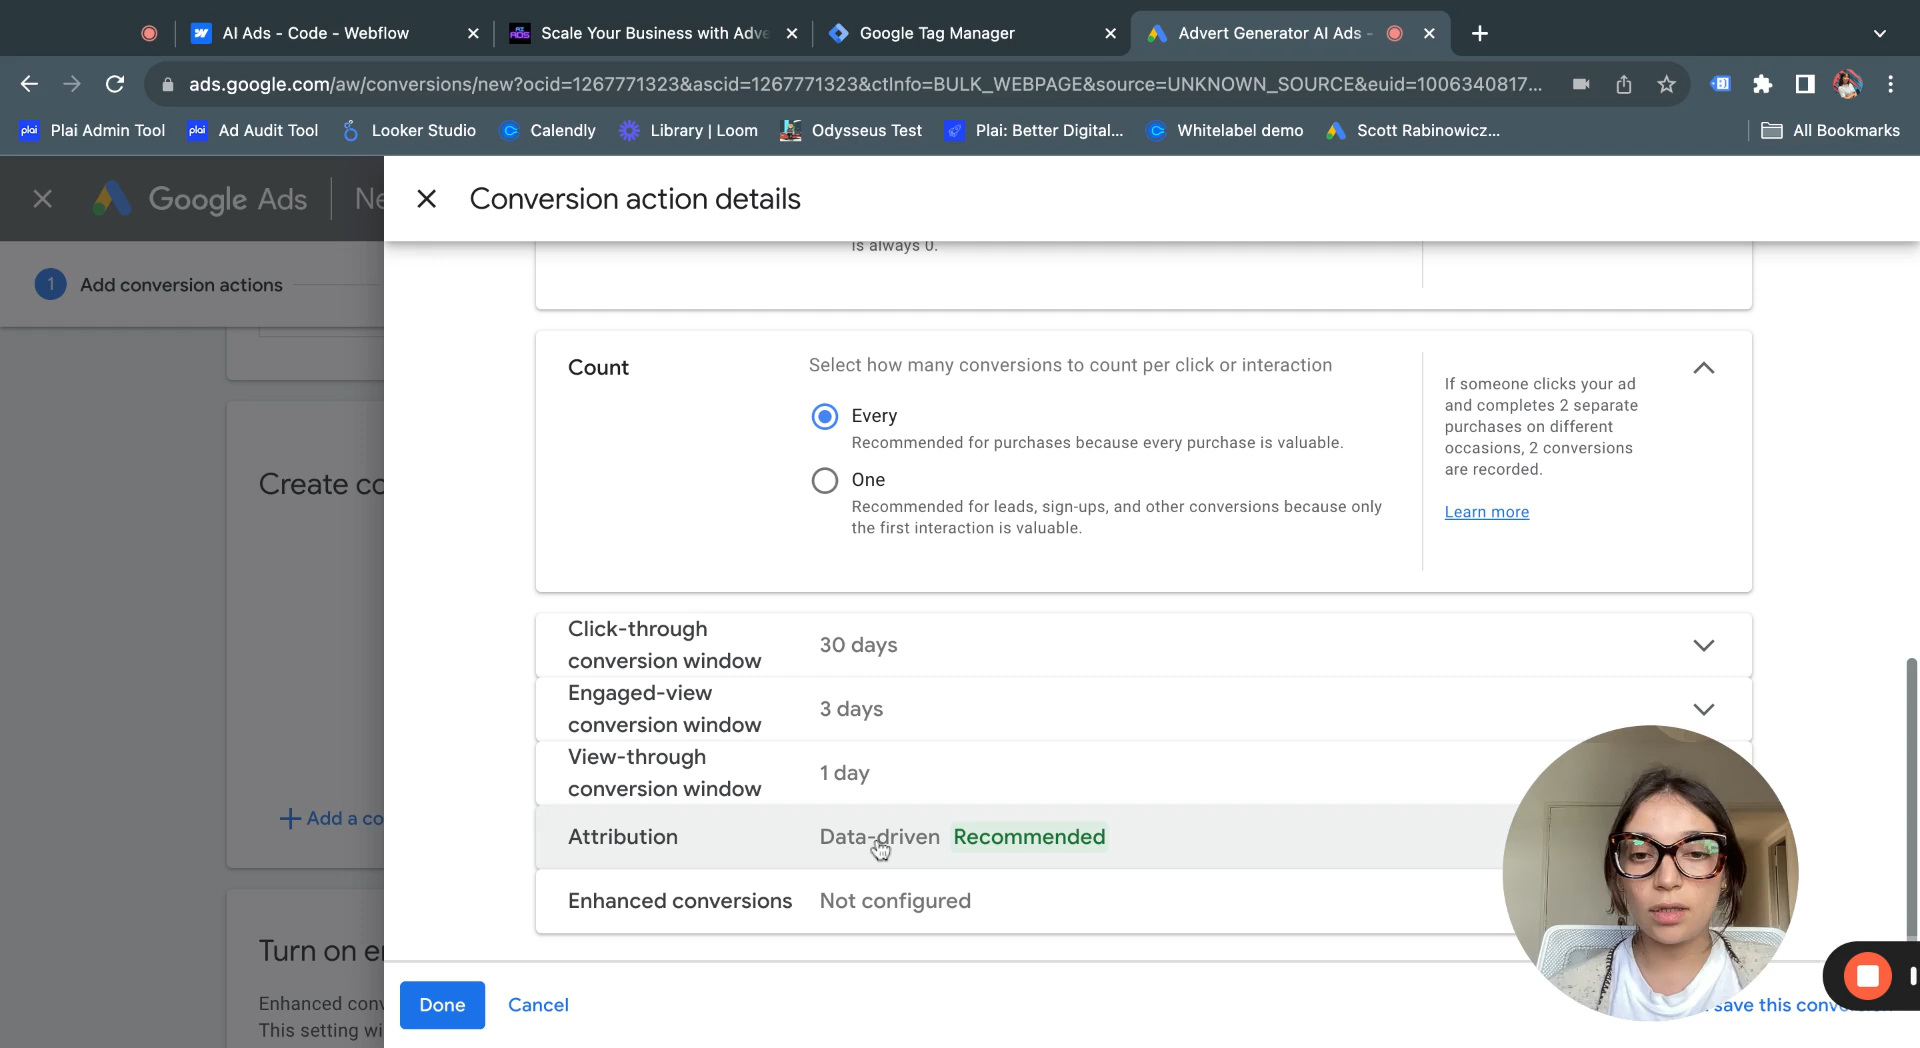 AI Ads - Code - Webflow
Scale Your Business with Adve
Google Tag Manager
Advert Generator AI Ads -
ads.google.com/aw/conversions/new?ocid=1267771323&ascid=1267771323&ctInfo=BULK_WEBPAGE&source=UNKNOWN_SOURCE&euid=1006340817...
plai Plai Admin Tool
plai Ad Audit Tool
Looker Studio
Calendly
Library | Loom
Odysseus Test
Plai: Better Digital...
Whitelabel demo
Scott Rabinowicz...
All Bookmarks
Google Ads
Ne
Conversion action details
1 Add conversion actions
is always 0.
Count
Select how many conversions to count per click or interaction
Every
Recommended for purchases because every purchase is valuable.
One
Recommended for leads, sign-ups, and other conversions because only
the first interaction is valuable.
If someone clicks your ad
and completes 2 separate
purchases on different
occasions, 2 conversions
are recorded.
Learn more
Create co
Click-through
conversion window
30 days
Engaged-view
conversion window
3 days
View-through
conversion window
1 day
+ Add a co
Attribution
Data-driven Recommended
Enhanced conversions
Not configured
Turn on e
Enhanced conv
This setting wi
Done
Cancel
save this conv